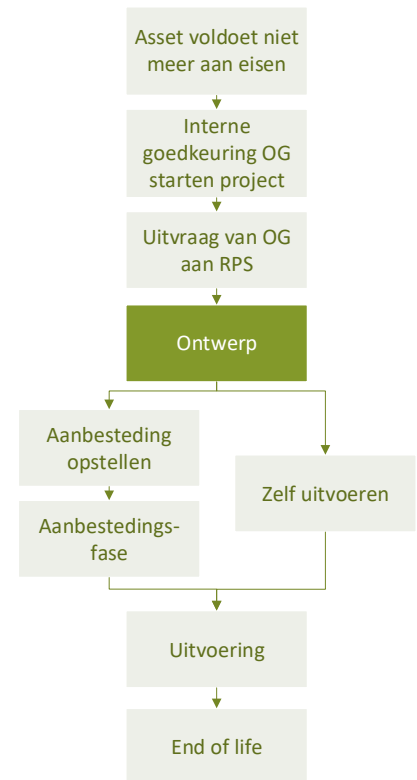 Asset voldoet niet
meer aan eisen
Interne
goedkeuring OG
starten project
Uitvraag van OG
aan RPS
Ontwerp
Aanbesteding
opstellen
Zelf uitvoeren
Aanbestedings-
fase
Uitvoering
End of life